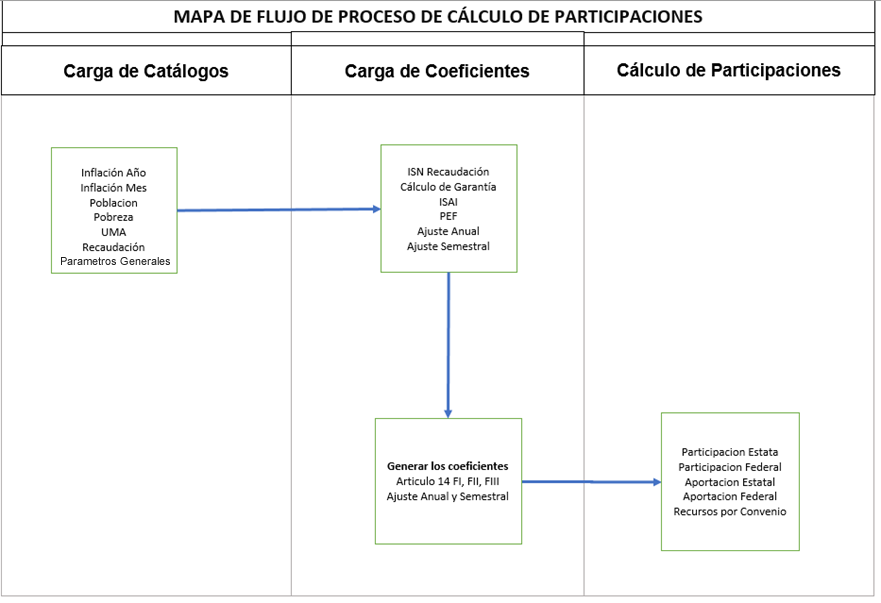 MAPA DE FLUJO DE PROCESO DE CÁLCULO DE PARTICIPACIONES
Carga de Catálogos
Carga de Coeficientes
Cálculo de Participaciones
Inflación Año
Inflación Mes
Poblacion
Pobreza
UMA
Recaudación
Parametros Generales
ISN Recaudación
Cálculo de Garantía
ISAI
PEF
Ajuste Anual
Ajuste Semestral
Generar los coeficientes
Articulo 14 FI, FII, FIII
Ajuste Anual y Semestral
Participacion Estata
Participacion Federal
Aportacion Estatal
Aportacion Federal
Recursos por Convenio